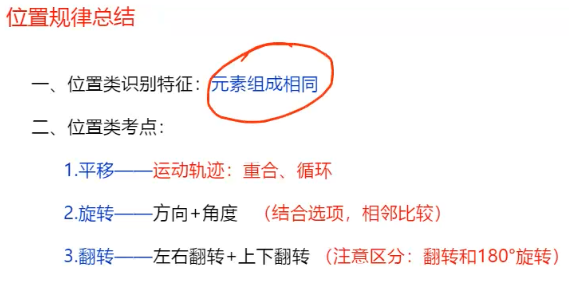 位置规律总结
一、位置类识别特征：元素组成相同
二、位置类考点：
1.平移——运动轨迹：重合、循环
2.旋转——方向+角度 （结合选项，相邻比较）
3.翻转——左右翻转+上下翻转（注意区分：翻转和180°旋转）